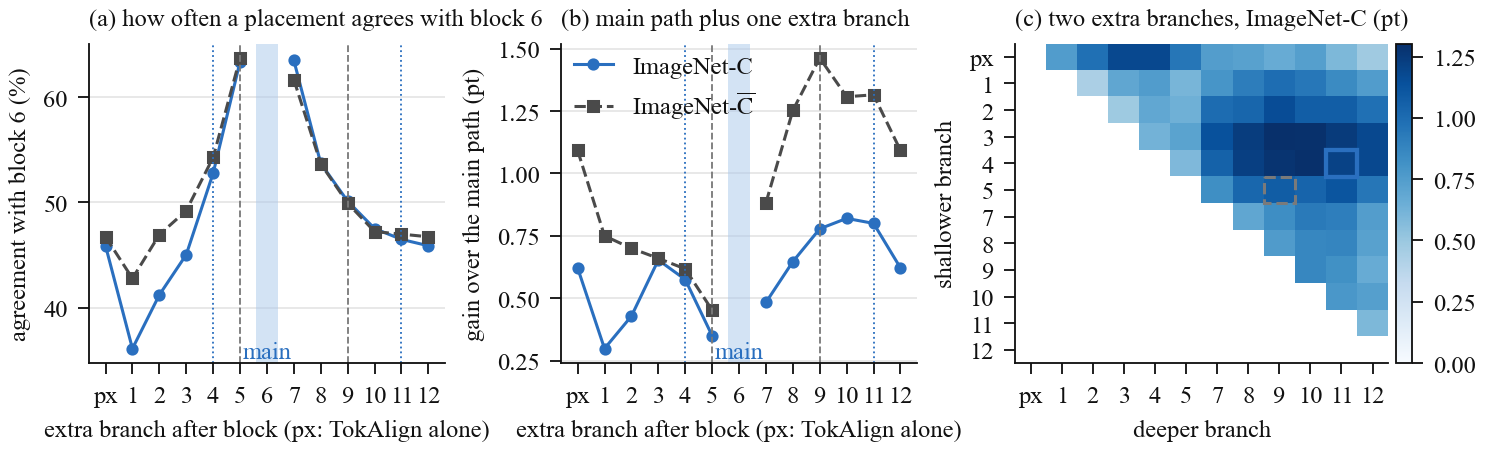 (a) how often a placement agrees with block 6
agreement with block 6 (%)
60
50
40
main
px 1 2 3 4 5 6 7 8 9 10 11 12
extra branch after block (px: TokAlign alone)
(b) main path plus one extra branch
gain over the main path (pt)
1.50
1.25
1.00
0.75
0.50
0.25
ImageNet-C
ImageNet-C̅
main
px 1 2 3 4 5 6 7 8 9 10 11 12
extra branch after block (px: TokAlign alone)
(c) two extra branches, ImageNet-C (pt)
shallower branch
px
1
2
3
4
5
7
8
9
10
11
12
px 1 2 3 4 5 7 8 9 10 11 12
deeper branch
1.25
1.00
0.75
0.50
0.25
0.00